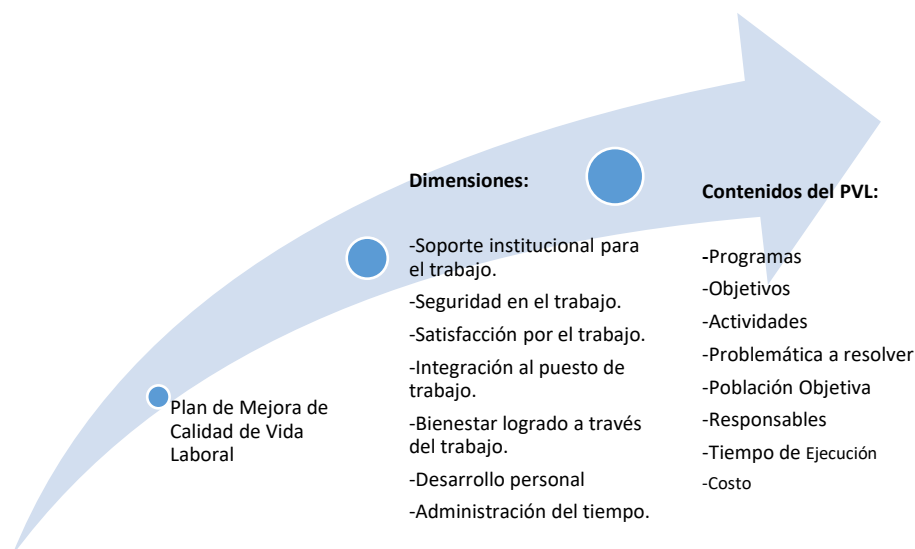 Plan de Mejora de
Calidad de Vida
Laboral
Dimensiones:
-Soporte institucional para
el trabajo.
-Seguridad en el trabajo.
-Satisfacción por el trabajo.
-Integración al puesto de
trabajo.
-Bienestar logrado a través
del trabajo.
-Desarrollo personal
-Administración del tiempo.
Contenidos del PVL:
-Programas
-Objetivos
-Actividades
-Problemática a resolver
-Población Objetiva
-Responsables
-Tiempo de Ejecución
-Costo